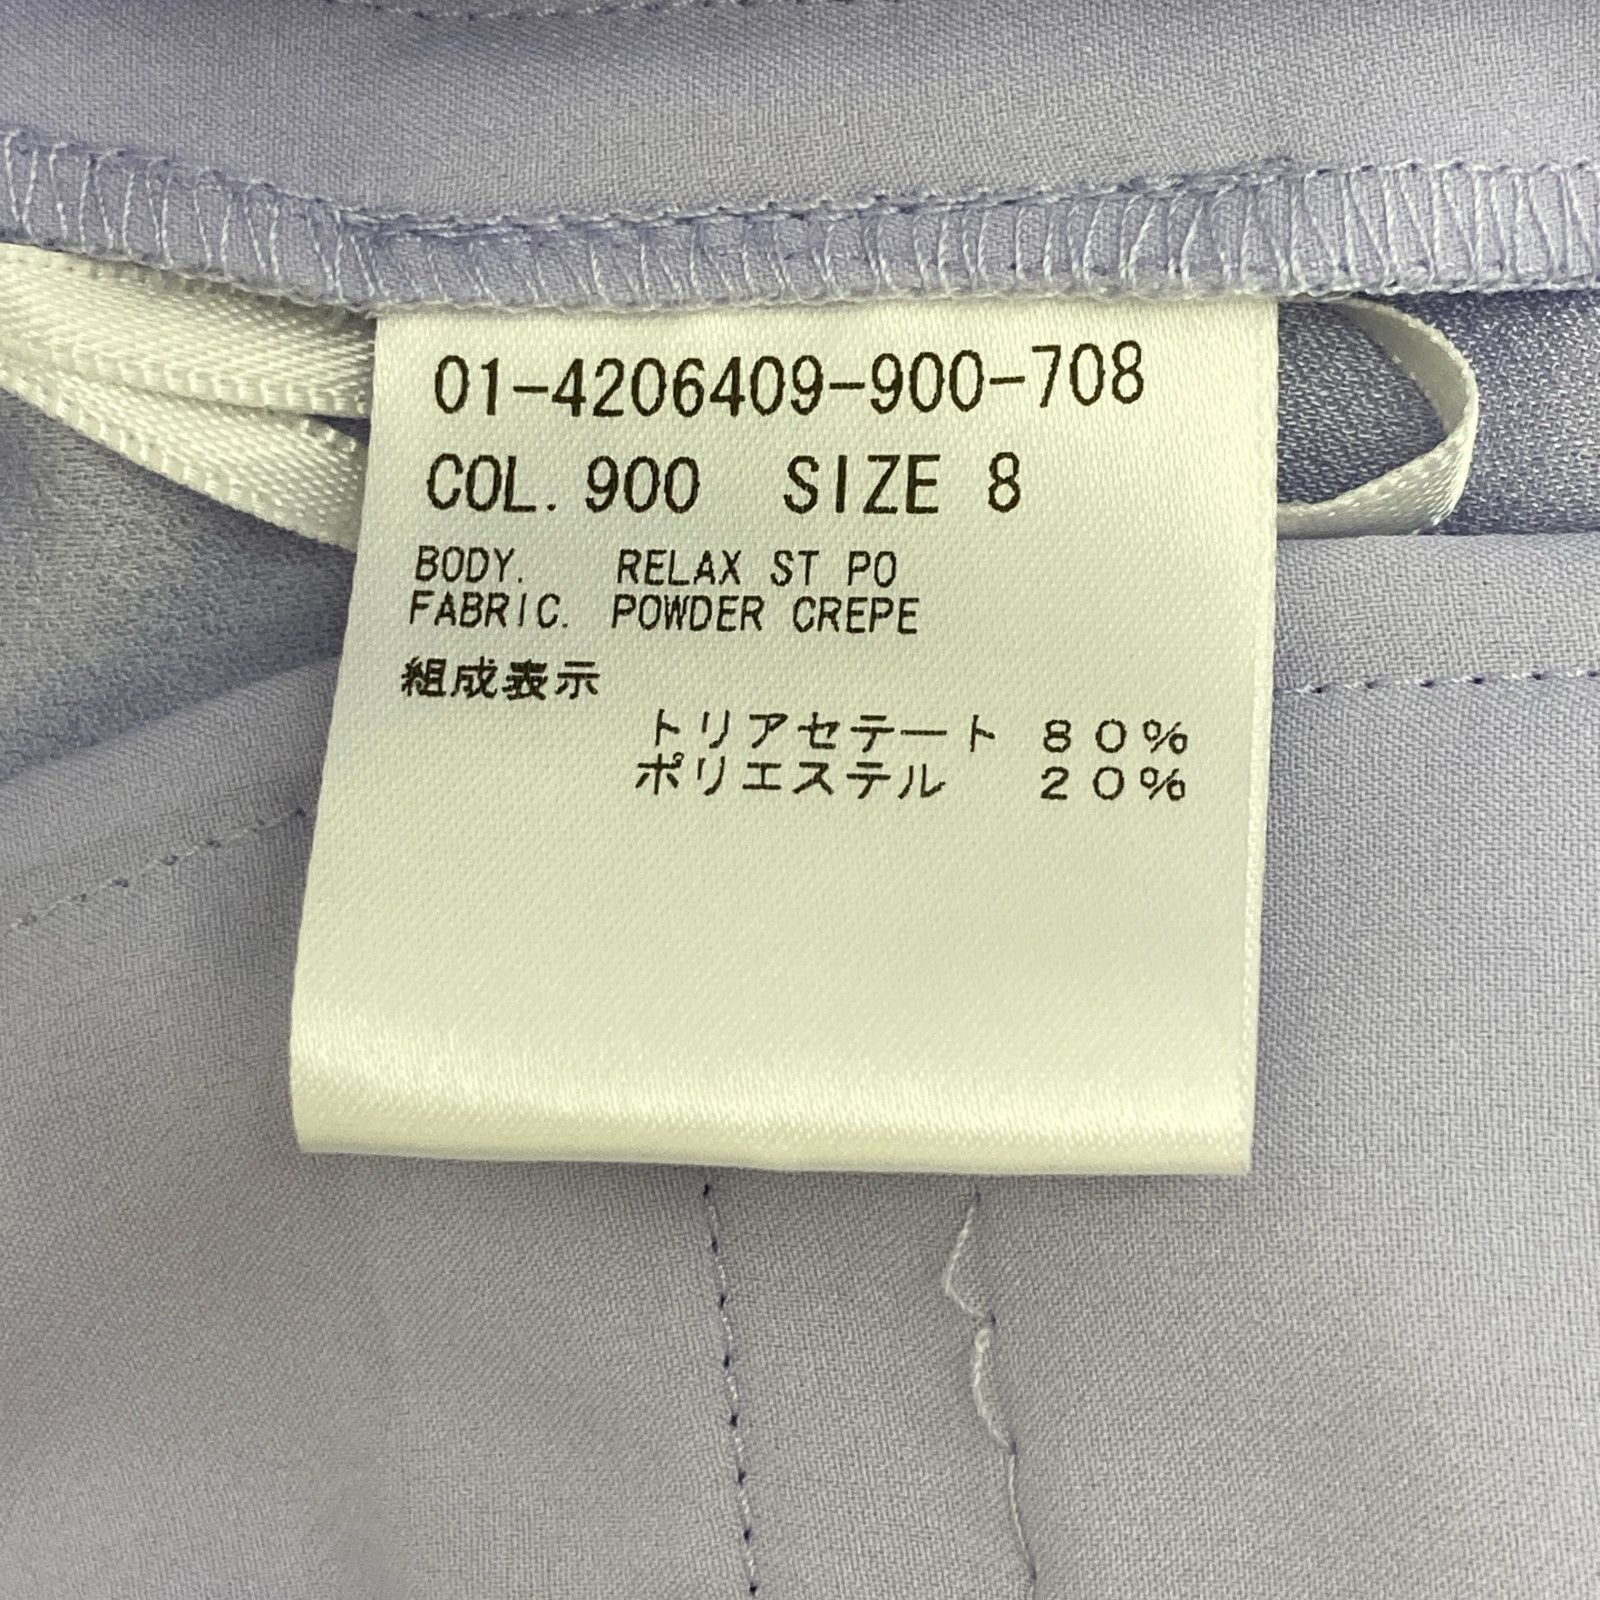 01-4206409-900-708
COL. 900 SIZE 8
BODY. RELAX ST PO
FABRIC. POWDER CREPE
組成表示
トリアセテート 80%
ポリエステル 20%